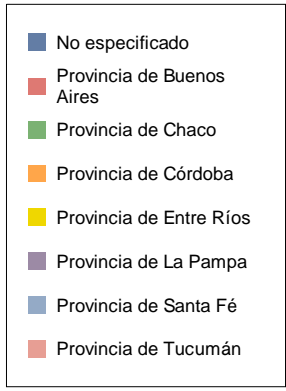 No especificado
Provincia de Buenos
Aires
Provincia de Chaco
Provincia de Córdoba
Provincia de Entre Ríos
Provincia de La Pampa
Provincia de Santa Fé
Provincia de Tucumán